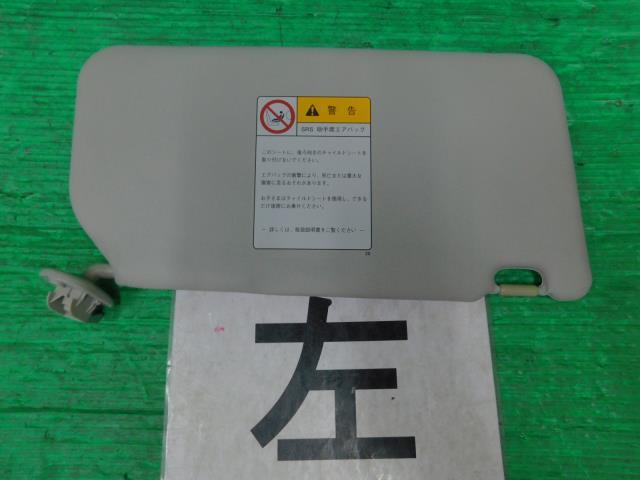 警告
SRS 助手席エアバッグ
このシートに、後ろ向きのチャイルドシートを
取り付けないでください。
エアバッグの衝撃により、死亡または重大な
傷害に至るおそれがあります。
お子さまはチャイルドシートを使用し、できる
だけ後席にお乗せください。
― 詳しくは、取扱説明書をご覧ください ―
左